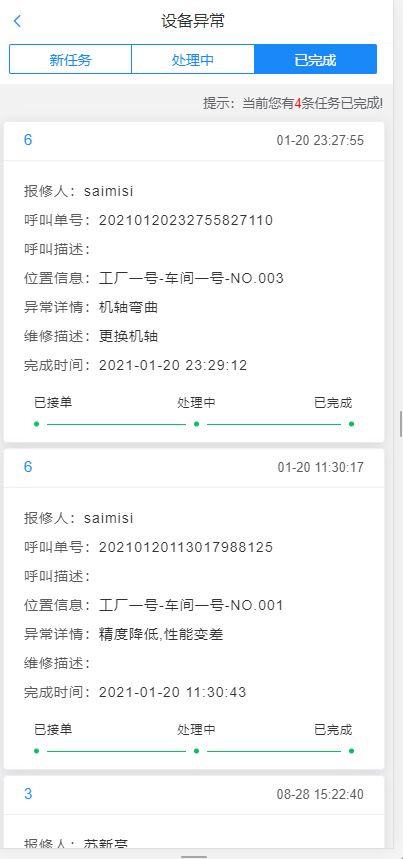 设备异常
新任务 处理中 已完成
提示：当前您有4条任务已完成!
6 01-20 23:27:55
报修人：saimisi
呼叫单号：20210120232755827110
呼叫描述：
位置信息：工厂一号-车间一号-NO.003
异常详情：机轴弯曲
维修描述：更换机轴
完成时间：2021-01-20 23:29:12
已接单 处理中 已完成
6 01-20 11:30:17
报修人：saimisi
呼叫单号：20210120113017988125
呼叫描述：
位置信息：工厂一号-车间一号-NO.001
异常详情：精度降低,性能变差
维修描述：
完成时间：2021-01-20 11:30:43
已接单 处理中 已完成
3 08-28 15:22:40
报修人：苏新亮